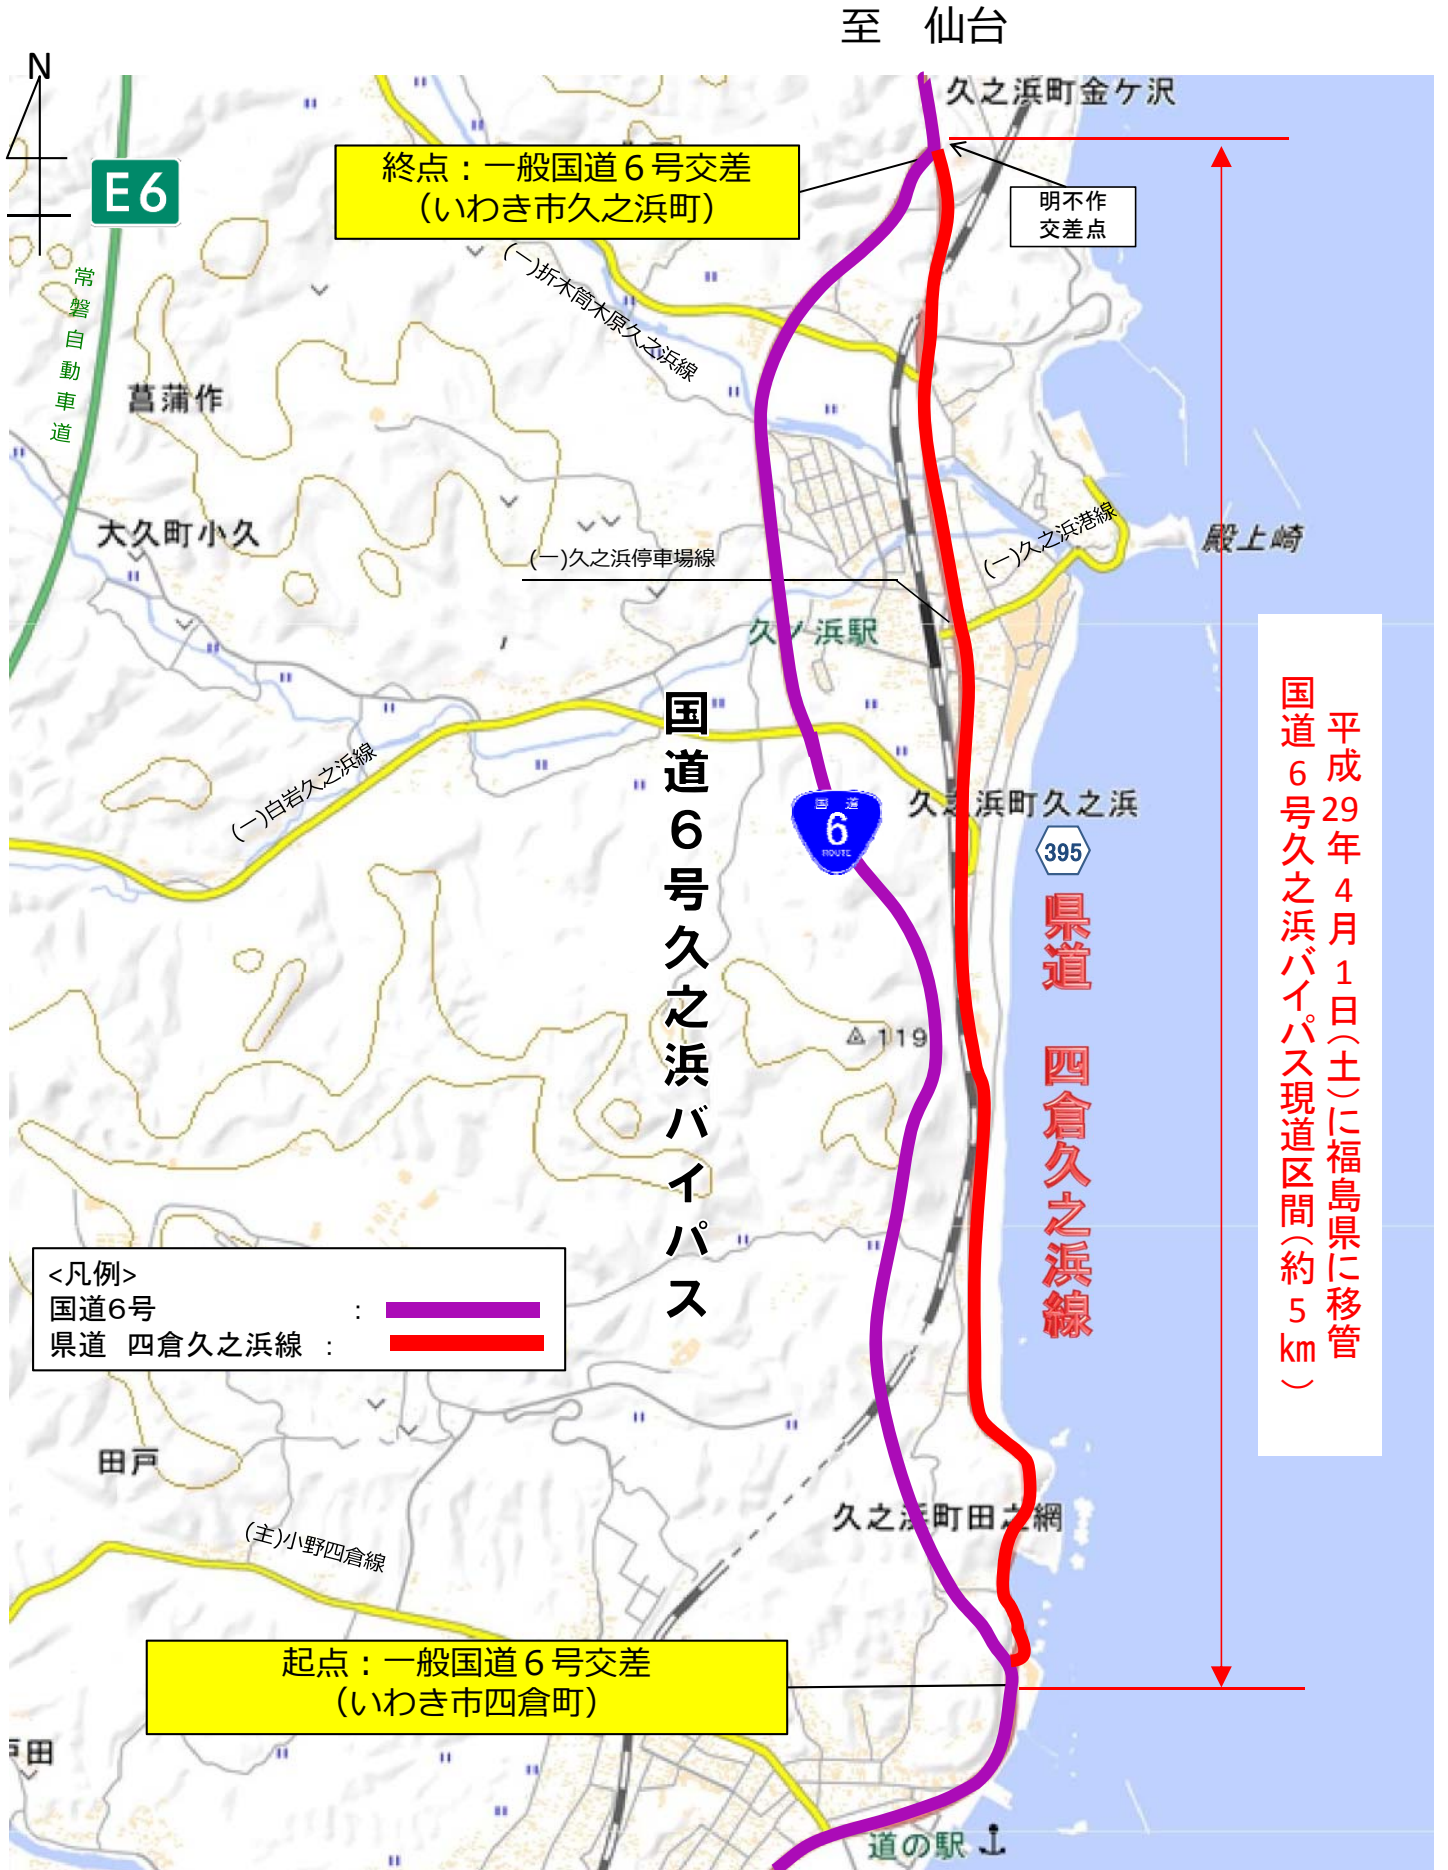 至　仙台
N
久之浜町金ケ沢
E6
終点：一般国道６号交差
（いわき市久之浜町）
明不作
交差点
常磐自動車道
(一)折木筒木原久之浜線
菖蒲作
大久町小久
(一)久之浜停車場線
(一)久之浜港線
殿上崎
久ノ浜駅
国道６号久之浜バイパス
(一)白岩久之浜線
国道
6
ROUTE
久之浜町久之浜
395
県道　四倉久之浜線
平成29年４月１日（土）に福島県に移管
国道６号久之浜バイパス現道区間（約５km）
119
<凡例>
国道6号　：
県道　四倉久之浜線　：
田戸
久之浜町田之網
(主)小野四倉線
起点：一般国道６号交差
（いわき市四倉町）
戸田
道の駅